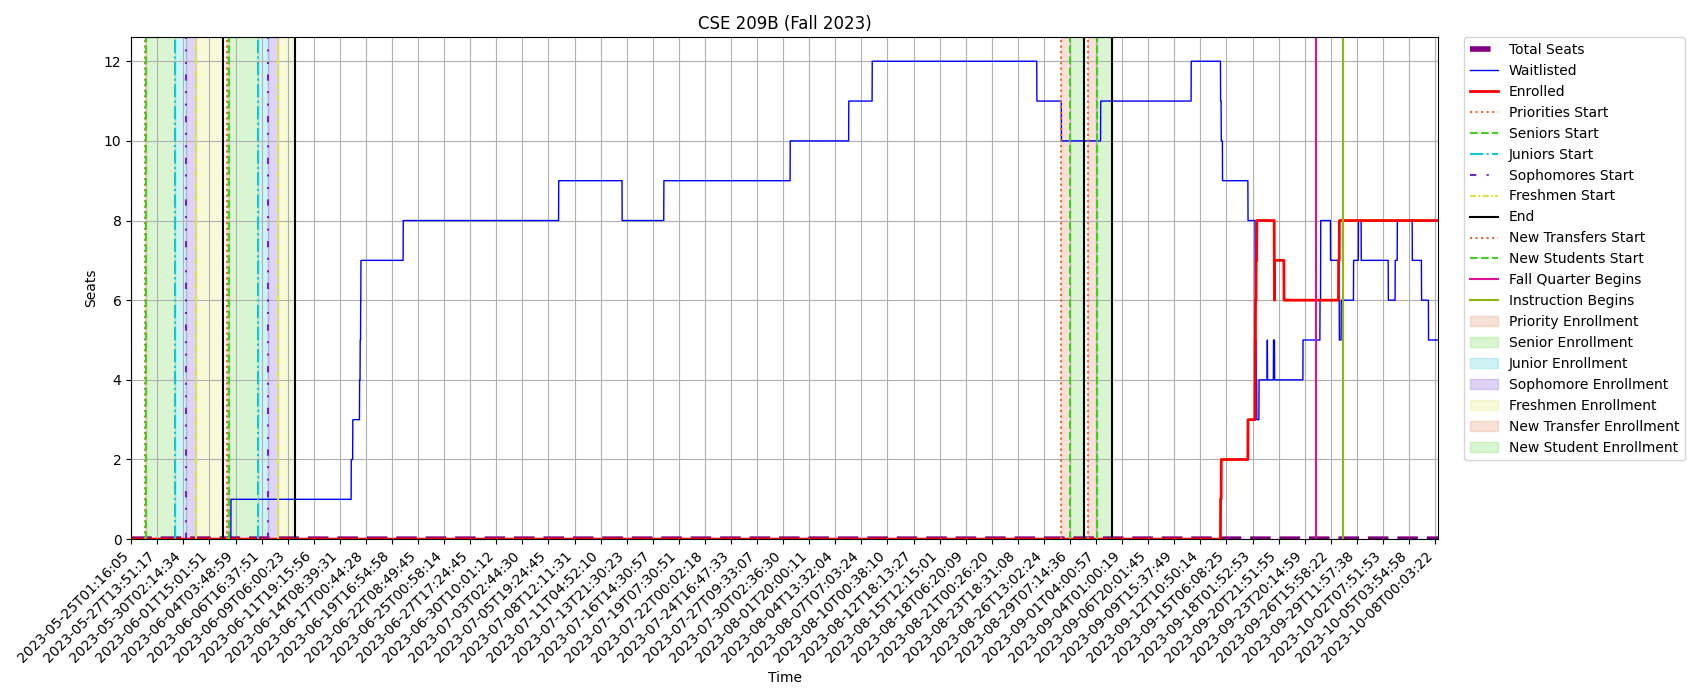 CSE 209B (Fall 2023)
Seats
12
10
8
6
4
2
0
2023-05-25T01:16:05
2023-05-27T13:51:17
2023-05-30T02:14:34
2023-06-01T15:01:51
2023-06-04T03:48:59
2023-06-06T16:37:51
2023-06-09T06:00:23
2023-06-11T19:15:56
2023-06-14T08:39:31
2023-06-17T00:44:28
2023-06-19T16:54:58
2023-06-22T08:49:45
2023-06-25T00:58:14
2023-06-27T17:24:45
2023-06-30T10:01:12
2023-07-03T02:44:30
2023-07-05T19:24:45
2023-07-08T12:11:31
2023-07-11T04:52:10
2023-07-13T21:30:23
2023-07-16T14:30:57
2023-07-19T07:30:51
2023-07-22T00:02:18
2023-07-24T16:47:33
2023-07-27T09:33:07
2023-07-30T02:36:30
2023-08-01T20:00:11
2023-08-04T13:32:04
2023-08-07T07:03:24
2023-08-10T00:38:10
2023-08-12T18:13:27
2023-08-15T12:15:01
2023-08-18T06:20:09
2023-08-21T00:26:20
2023-08-23T18:31:08
2023-08-26T13:02:24
2023-08-29T07:14:36
2023-09-01T04:00:57
2023-09-04T01:00:19
2023-09-06T20:01:45
2023-09-09T15:37:49
2023-09-12T10:50:14
2023-09-15T06:08:25
2023-09-18T01:52:53
2023-09-20T21:51:55
2023-09-23T20:14:59
2023-09-26T15:58:22
2023-09-29T11:57:38
2023-10-02T07:51:53
2023-10-05T03:54:58
2023-10-08T00:03:22
Time
Total Seats
Waitlisted
Enrolled
Priorities Start
Seniors Start
Juniors Start
Sophomores Start
Freshmen Start
End
New Transfers Start
New Students Start
Fall Quarter Begins
Instruction Begins
Priority Enrollment
Senior Enrollment
Junior Enrollment
Sophomore Enrollment
Freshmen Enrollment
New Transfer Enrollment
New Student Enrollment